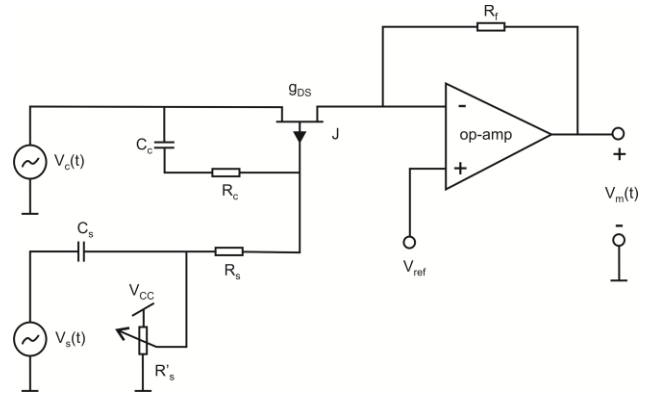 R_f
g_DS
-
op-amp
C_c
J
V_c(t)
+
+
R_c
V_m(t)
C_s
-
R_s
V_ref
V_CC
V_s(t)
R'_s